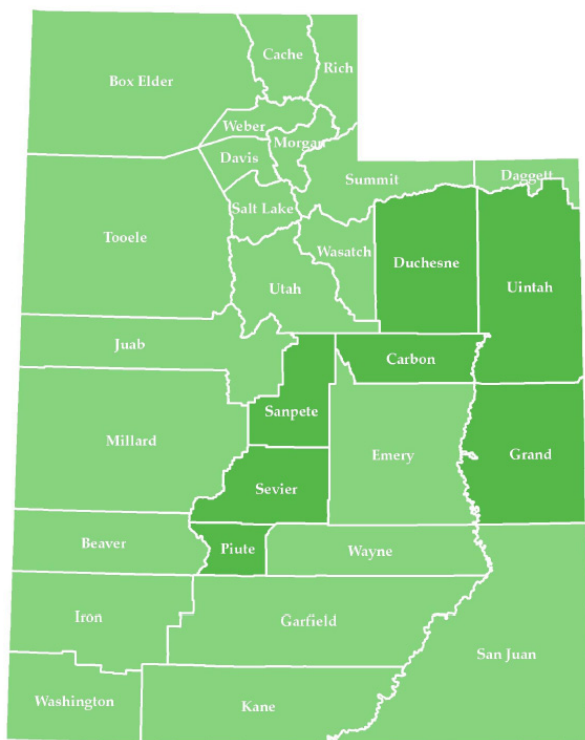 Cache
Rich
Box Elder
Weber
Morgan
Davis
Summit
Daggett
Salt Lake
Tooele
Wasatch
Duchesne
Uintah
Utah
Juab
Carbon
Sanpete
Millard
Emery
Grand
Sevier
Beaver
Piute
Wayne
Iron
Garfield
San Juan
Washington
Kane